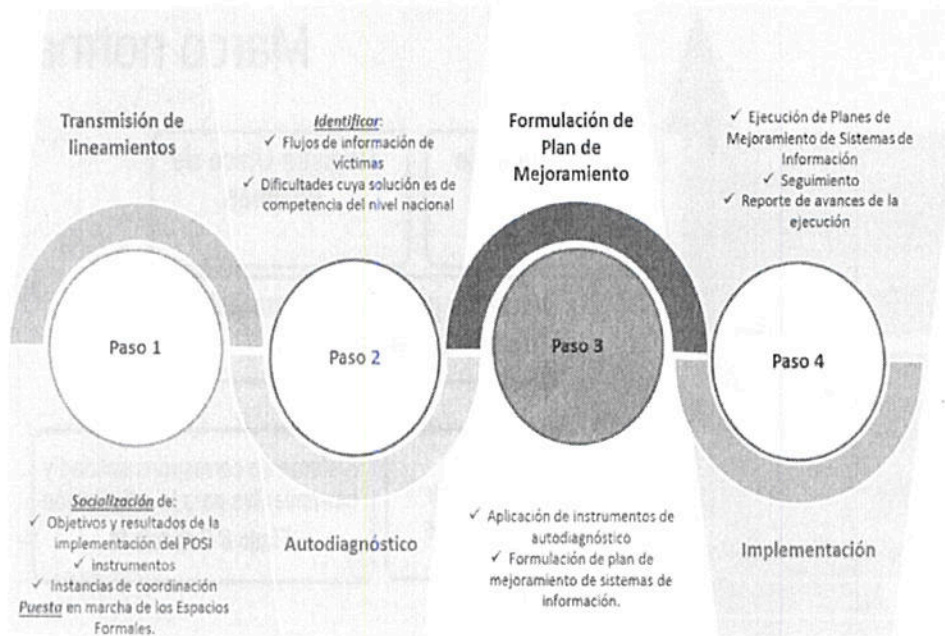 Marco norma
Transmisión de
lineamientos
Identificar:
✓ Flujos de información de
víctimas
✓ Dificultades cuya solución es de
competencia del nivel nacional
Formulación de
Plan de
Mejoramiento
✓ Ejecución de Planes de
Mejoramiento de Sistemas de
Información
✓ Seguimiento
✓ Reporte de avances de la
ejecución
Paso 1
Paso 2
Paso 3
Paso 4
Socialización de:
✓ Objetivos y resultados de la
implementación del POSI
✓ instrumentos
✓ Instancias de coordinación
Puesta en marcha de los Espacios
Formales.
Autodiagnóstico
✓ Aplicación de instrumentos de
autodiagnóstico
✓ Formulación de plan de
mejoramiento de sistemas de
información.
Implementación